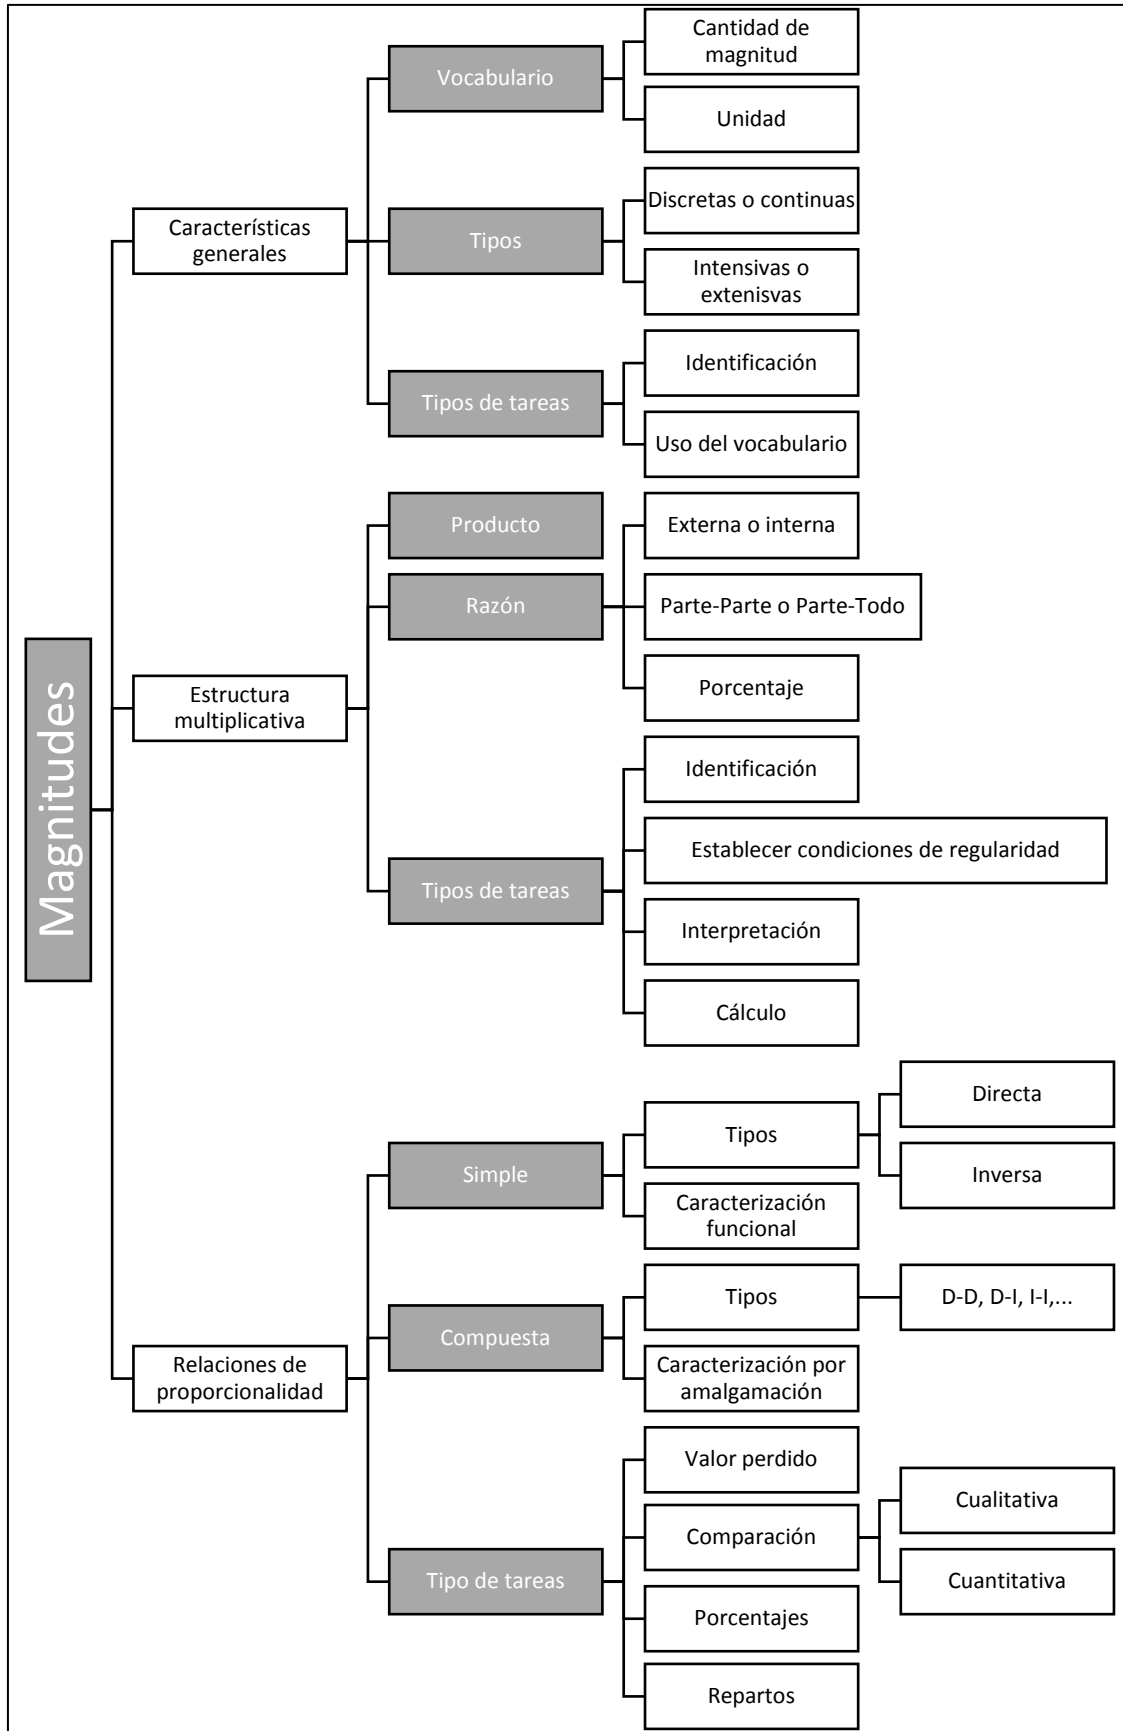 Magnitudes
Características
generales
Vocabulario
Cantidad de
magnitud
Unidad
Tipos
Discretas o continuas
Intensivas o
extenisvas
Tipos de tareas
Identificación
Uso del vocabulario
Estructura
multiplicativa
Producto
Razón
Externa o interna
Parte-Parte o Parte-Todo
Porcentaje
Tipos de tareas
Identificación
Establecer condiciones de regularidad
Interpretación
Cálculo
Relaciones de
proporcionalidad
Simple
Tipos
Directa
Inversa
Caracterización
funcional
Compuesta
Tipos
D-D, D-I, I-I,...
Caracterización por
amalgamación
Tipo de tareas
Valor perdido
Comparación
Cualitativa
Cuantitativa
Porcentajes
Repartos